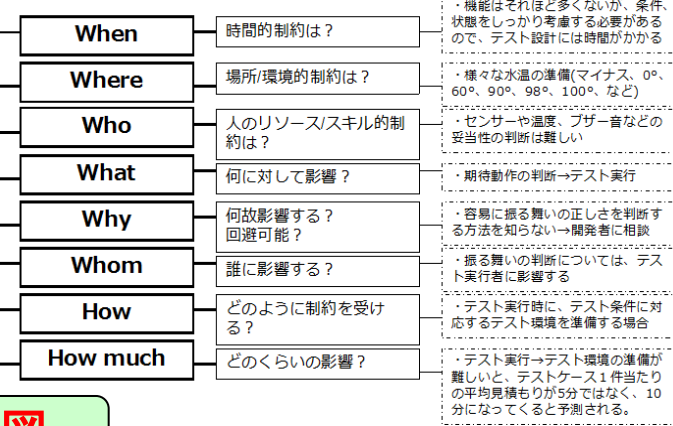 When
時間的制約は？
・機能はそれほど多くないが、条件、
状態をしっかり考慮する必要がある
ので、テスト設計には時間がかかる
Where
場所/環境的制約は？
・様々な水温の準備(マイナス、0°、
60°、90°、98°、100°、など)
Who
人のリソース/スキル的制
約は？
・センサーや温度、ブザー音などの
妥当性の判断は難しい
What
何に対して影響？
・期待動作の判断→テスト実行
Why
何故影響する？
回避可能？
・容易に振る舞いの正しさを判断す
る方法を知らない→開発者に相談
Whom
誰に影響する？
・振る舞いの判断については、テス
ト実行者に影響する
How
どのように制約を受け
る？
・テスト実行時に、テスト条件に対
応するテスト環境を準備する場合
How much
どのくらいの影響？
・テスト実行→テスト環境の準備が
難しいと、テストケース１件当たり
の平均見積もりが5分ではなく、10
分になってくると予測される。
図